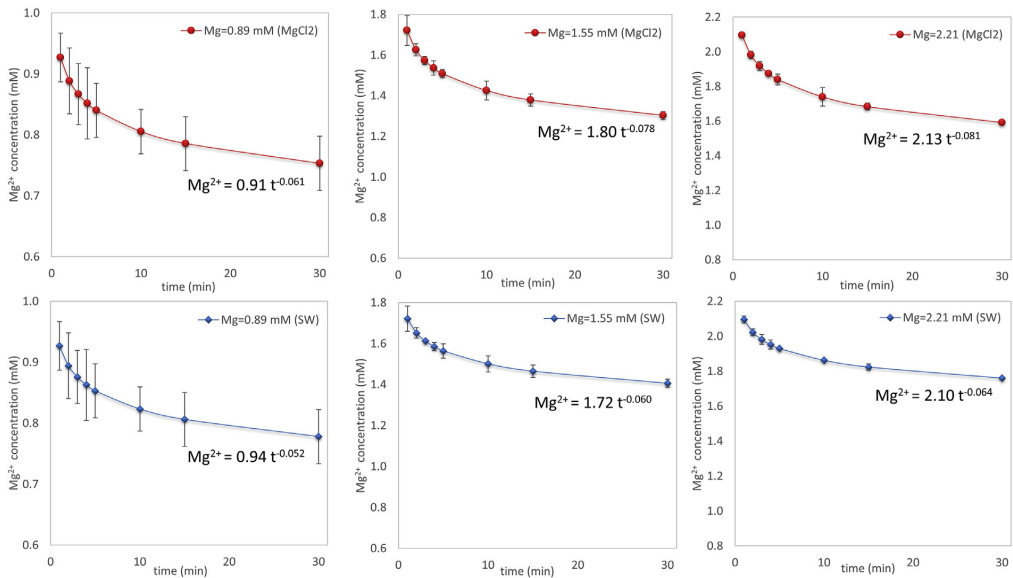 Mg=0.89 mM (MgCl2)
Mg²⁺ concentration (mM)
1.0
0.9
0.8
0.7
0.6
Mg²⁺ = 0.91 t⁻⁰·⁰⁶¹
0 10 20 30
time (min)
Mg=1.55 mM (MgCl2)
Mg²⁺ concentration (mM)
1.8
1.6
1.4
1.2
1.0
0.8
0.6
Mg²⁺ = 1.80 t⁻⁰·⁰⁷⁸
0 10 20 30
time (min)
Mg=2.21 (MgCl2)
Mg²⁺ concentration (mM)
2.2
2.0
1.8
1.6
1.4
1.2
1.0
0.8
Mg²⁺ = 2.13 t⁻⁰·⁰⁸¹
0 10 20 30
time (min)
Mg=0.89 mM (SW)
Mg²⁺ concentration (mM)
1.0
0.9
0.8
0.7
0.6
Mg²⁺ = 0.94 t⁻⁰·⁰⁵²
0 10 20 30
time (min)
Mg=1.55 mM (SW)
Mg²⁺ concentration (mM)
1.8
1.6
1.4
1.2
1.0
0.8
0.6
Mg²⁺ = 1.72 t⁻⁰·⁰⁶⁰
0 10 20 30
time (min)
Mg=2.21 mM (SW)
Mg²⁺ concentration (mM)
2.2
2.0
1.8
1.6
1.4
1.2
1.0
0.8
Mg²⁺ = 2.10 t⁻⁰·⁰⁶⁴
0 10 20 30
time (min)